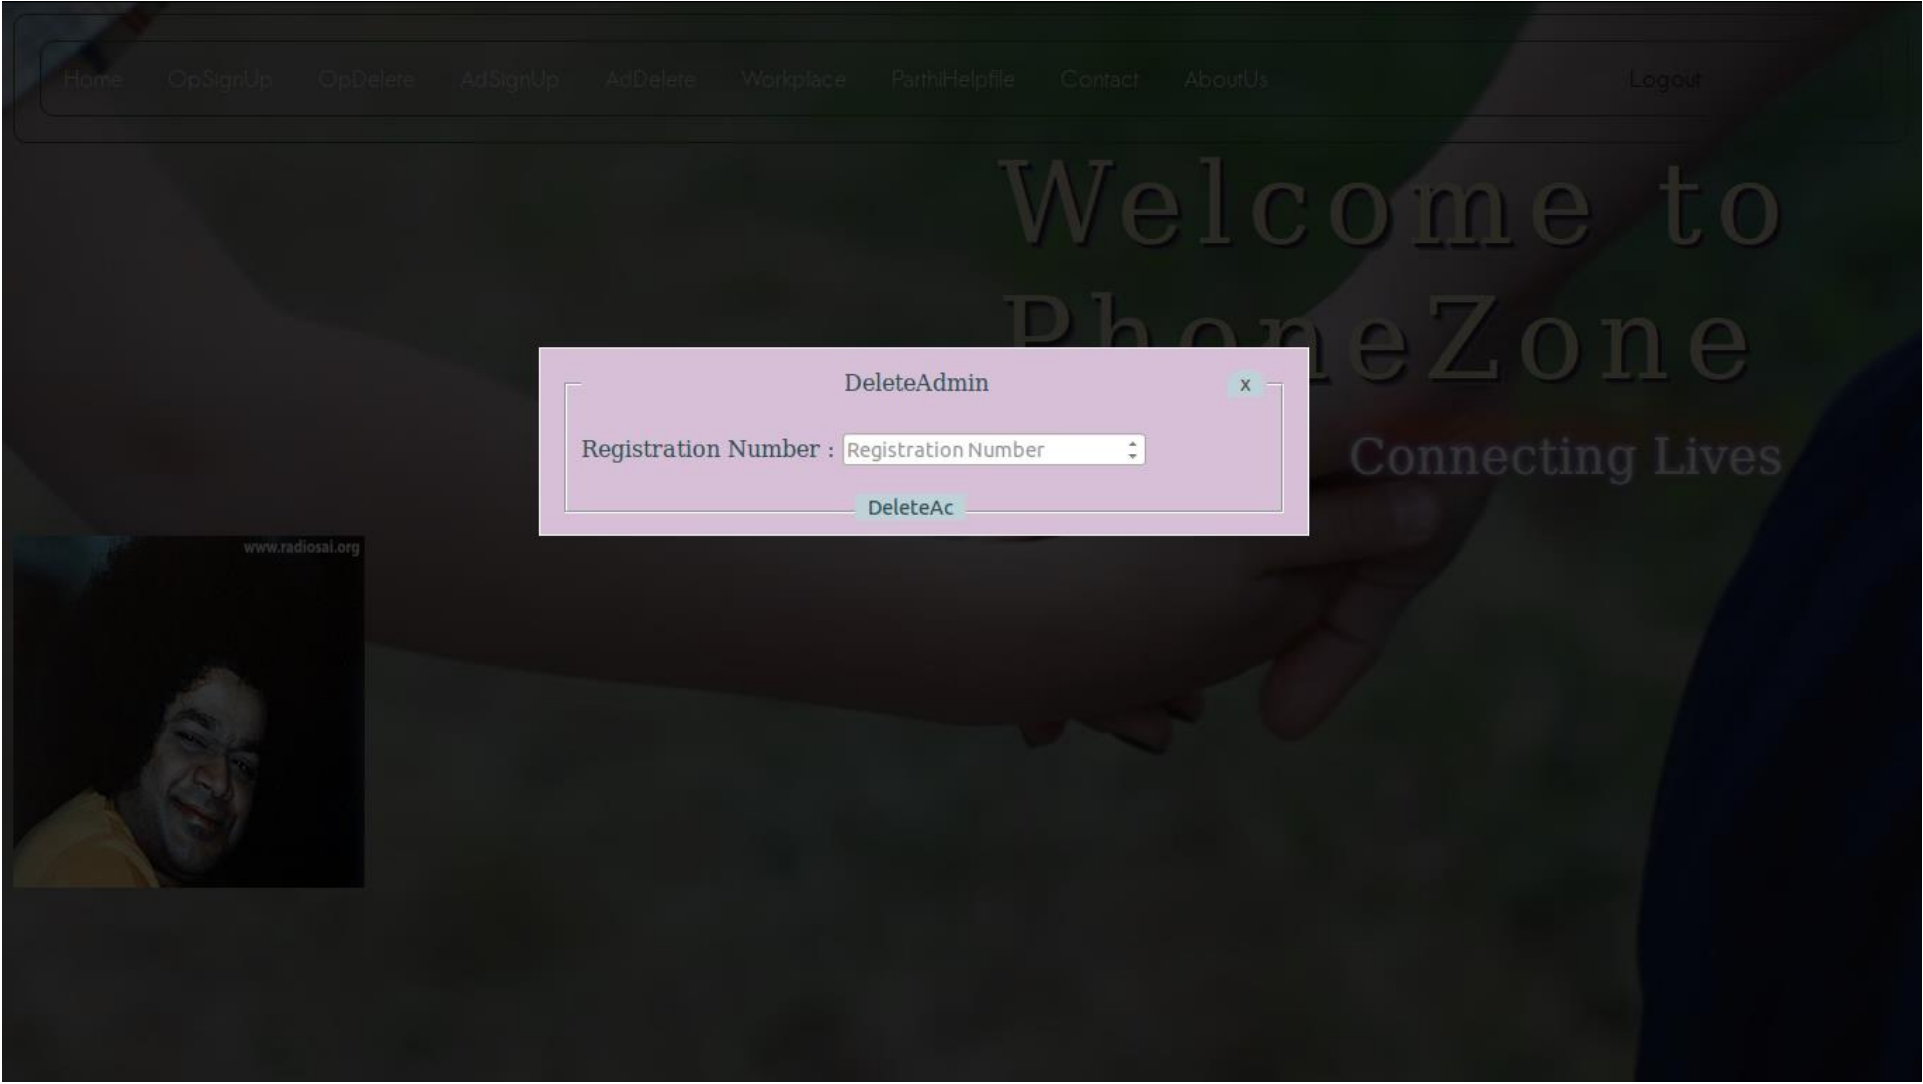 Home OpSignUp OpDelete AdSignUp AdDelete Workplace ParthiHelpfile Contact AboutUs Logout
Welcome to
PhoneZone
Connecting Lives
DeleteAdmin x
Registration Number : Registration Number
DeleteAc
www.radiosai.org